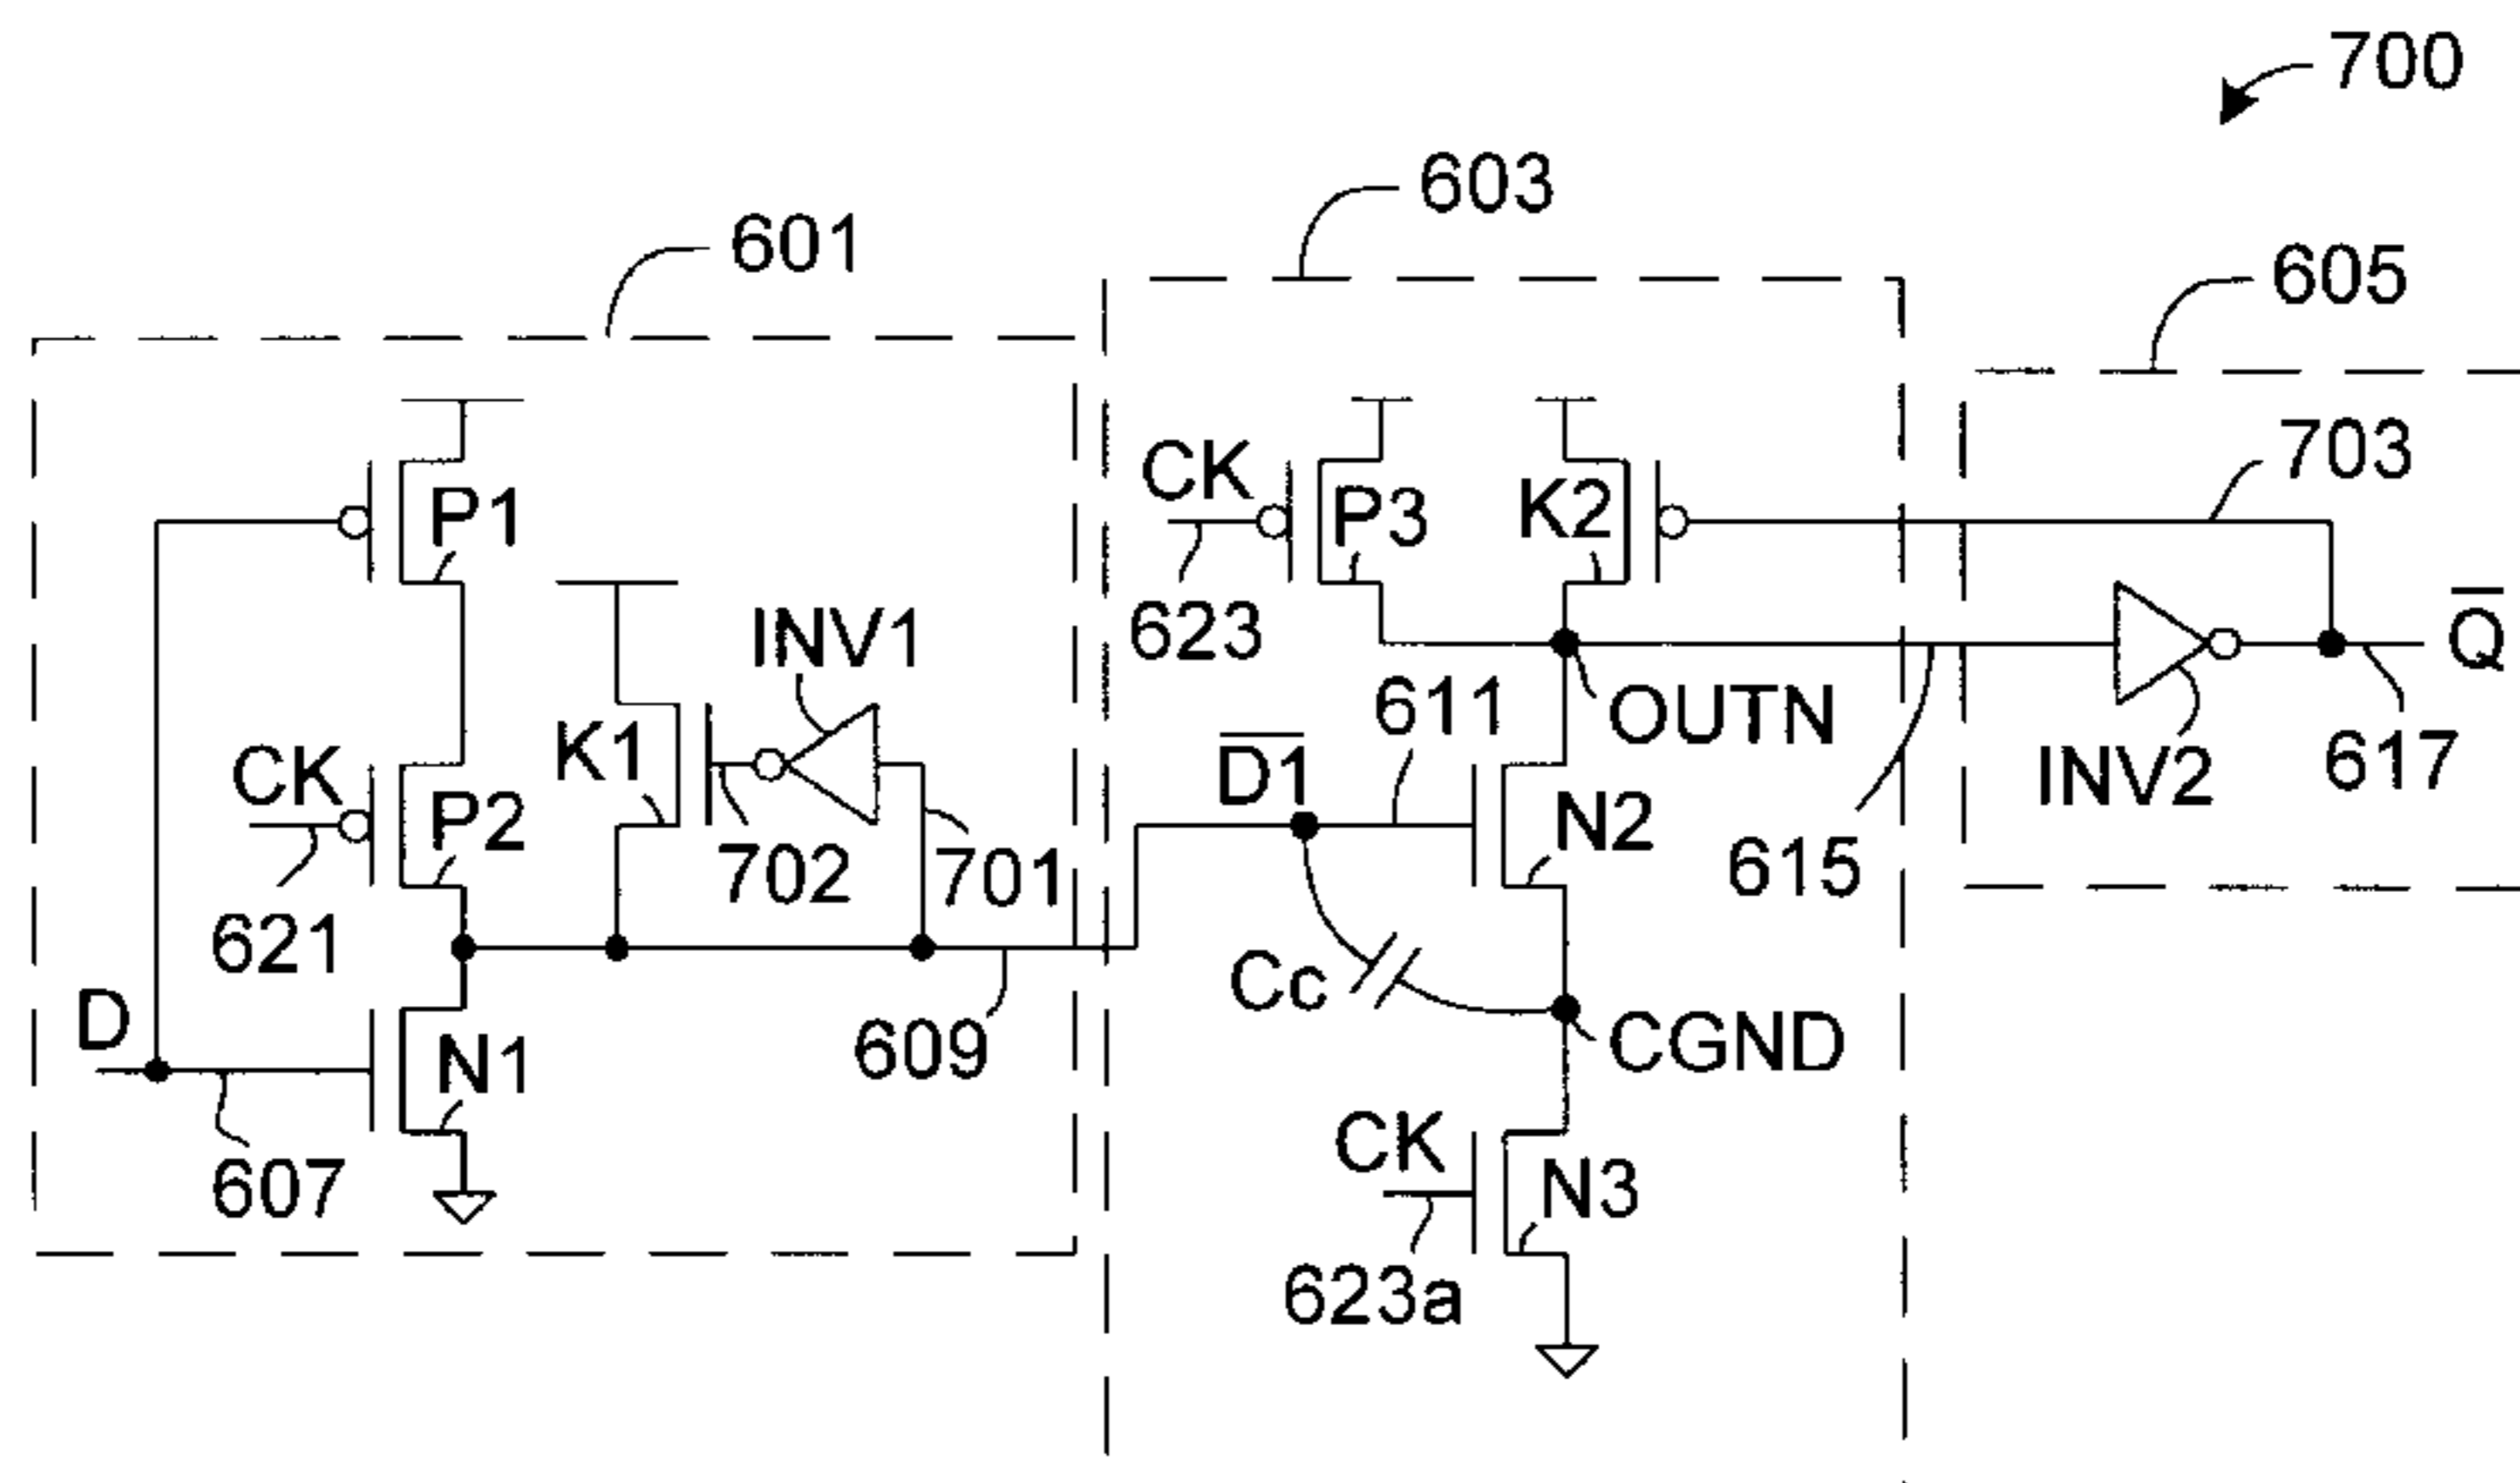 700
603
601
605
703
CK
P1
P3
K2
623
INV1
Q̅
611
OUTN
K1
D̅1̅
CK
P2
N2
INV2
617
702
701
615
621
Cc
D
609
CGND
N1
CK
607
N3
623a